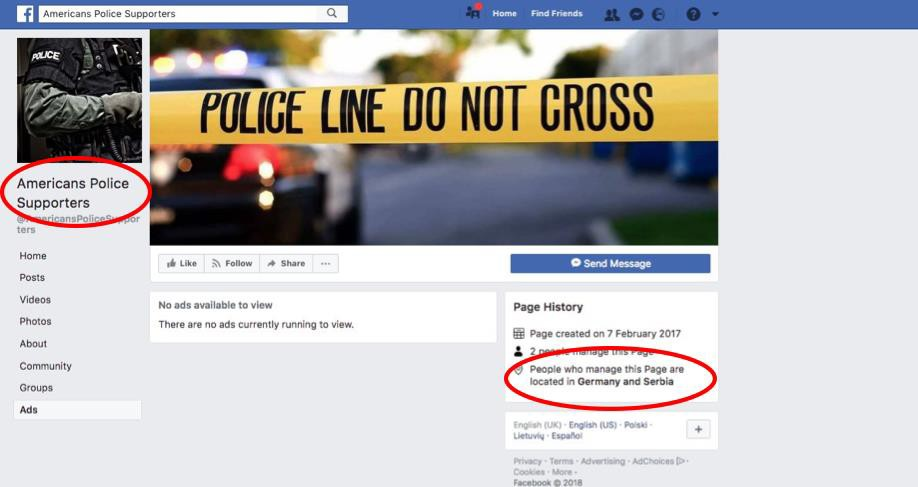 Americans Police Supporters
Home
Find Friends
POLICE
POLICE LINE DO NOT CROSS
Americans Police
Supporters
@AmericansPoliceSuppor
ters
Home
Posts
Videos
Photos
About
Community
Groups
Ads
Like
Follow
Share
Send Message
No ads available to view
There are no ads currently running to view.
Page History
Page created on 7 February 2017
2 people manage this Page
People who manage this Page are
located in Germany and Serbia
English (UK) · English (US) · Polski ·
Lietuvių · Español
Privacy · Terms · Advertising · AdChoices ·
Cookies · More
Facebook © 2018